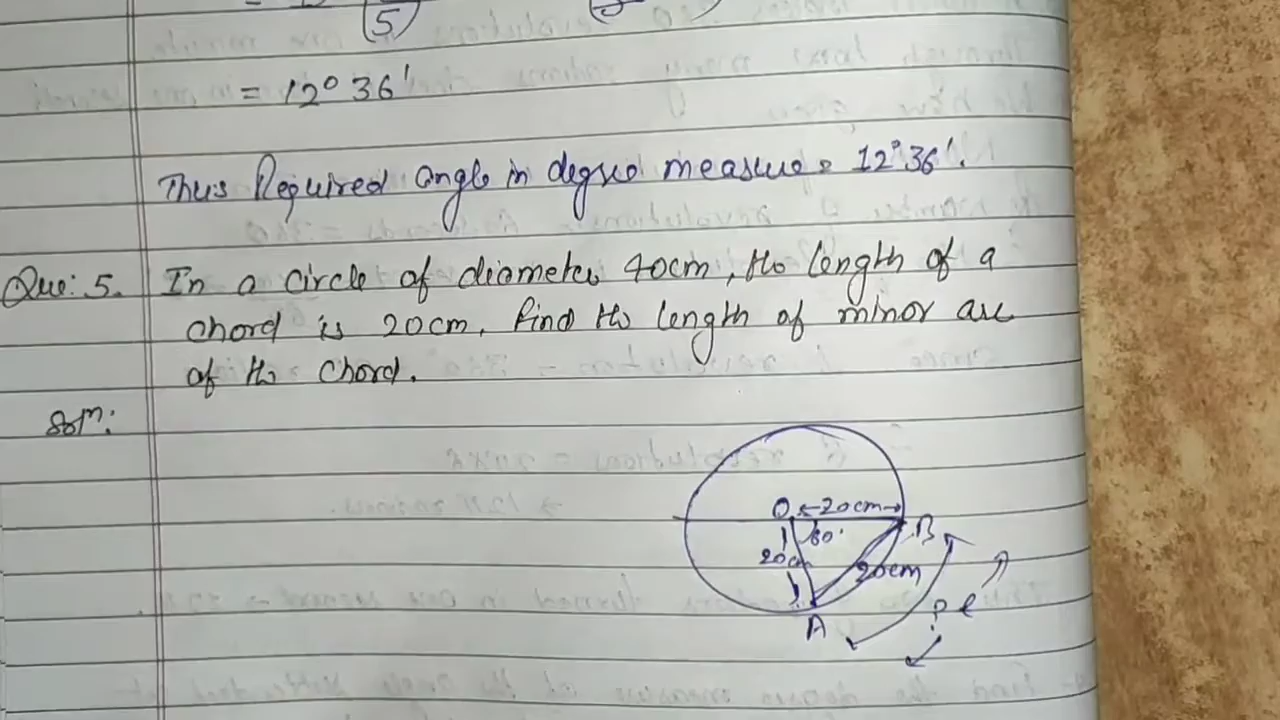 (5)
= 12° 36'
Thus Required angle in degree measure = 12° 36'.
Que: 5. In a circle of diameter 40cm, the length of a
chord is 20cm, find the length of minor arc
of the chord.
Solⁿ:
O 20cm B
60°
20cm 20cm
A ? l